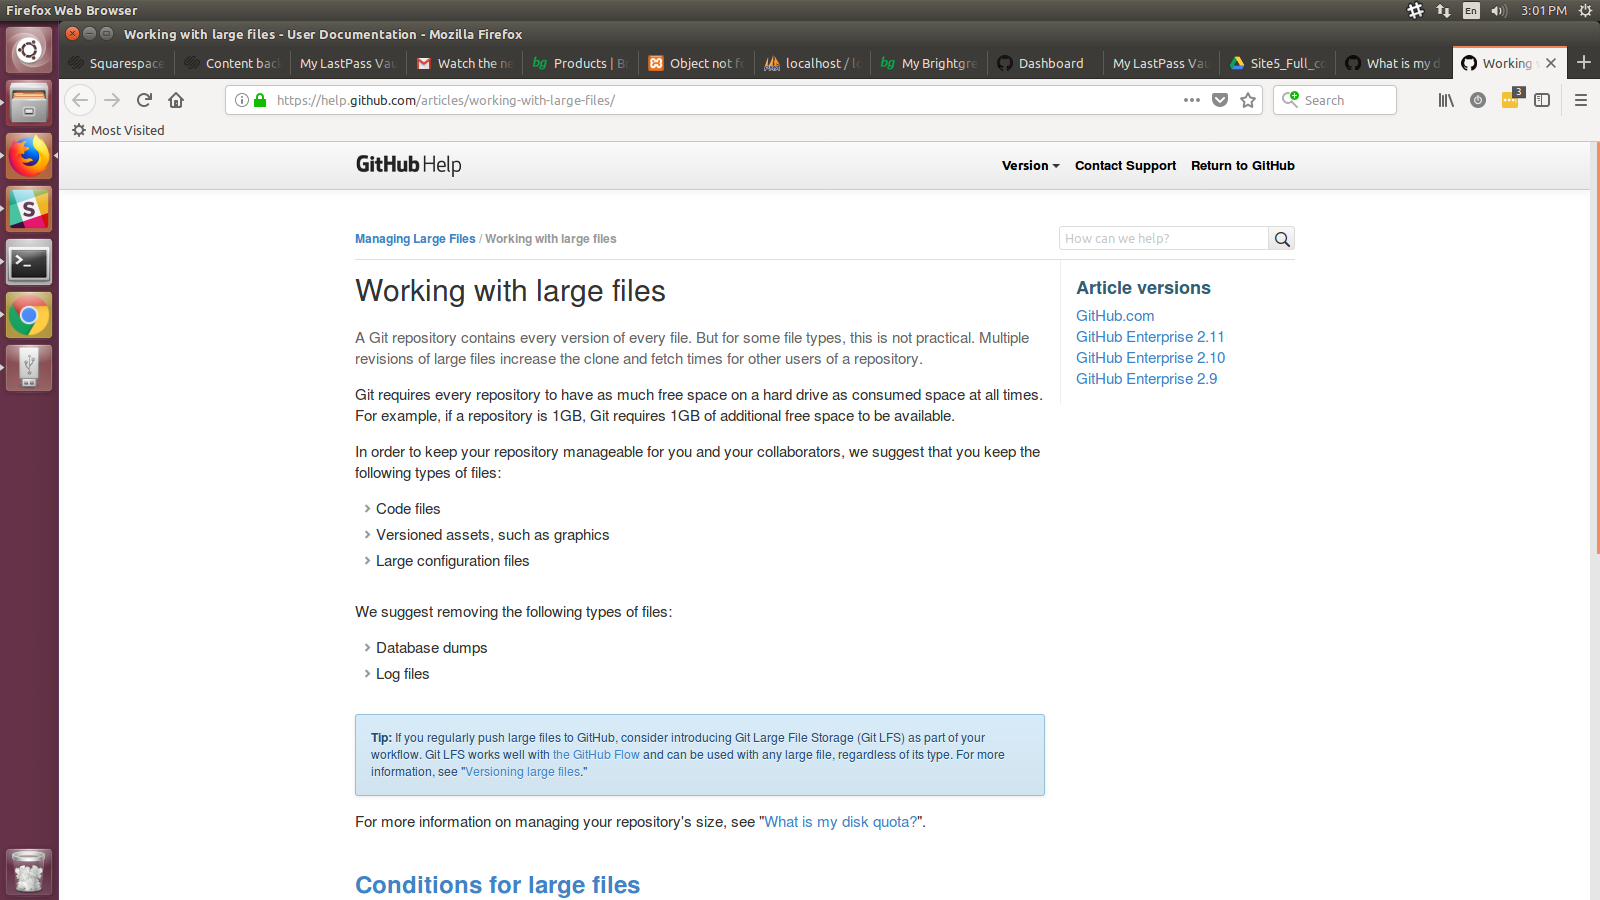 Firefox Web Browser
En
3:01 PM
Working with large files - User Documentation - Mozilla Firefox
Squarespace
Content bac
My LastPass Vau
Watch the ne
bg Products | Br
Object not f
localhost / lo
bg My Brightgre
Dashboard
My LastPass Vau
Site5_Full_co
What is my d
Working
https://help.github.com/articles/working-with-large-files/
Search
3
Most Visited
GitHub Help
Version
Contact Support
Return to GitHub
Managing Large Files / Working with large files
How can we help?
Working with large files
A Git repository contains every version of every file. But for some file types, this is not practical. Multiple
revisions of large files increase the clone and fetch times for other users of a repository.
Git requires every repository to have as much free space on a hard drive as consumed space at all times.
For example, if a repository is 1GB, Git requires 1GB of additional free space to be available.
In order to keep your repository manageable for you and your collaborators, we suggest that you keep the
following types of files:
Code files
Versioned assets, such as graphics
Large configuration files
We suggest removing the following types of files:
Database dumps
Log files
Tip: If you regularly push large files to GitHub, consider introducing Git Large File Storage (Git LFS) as part of your
workflow. Git LFS works well with the GitHub Flow and can be used with any large file, regardless of its type. For more
information, see "Versioning large files."
For more information on managing your repository's size, see "What is my disk quota?".
Conditions for large files
Article versions
GitHub.com
GitHub Enterprise 2.11
GitHub Enterprise 2.10
GitHub Enterprise 2.9